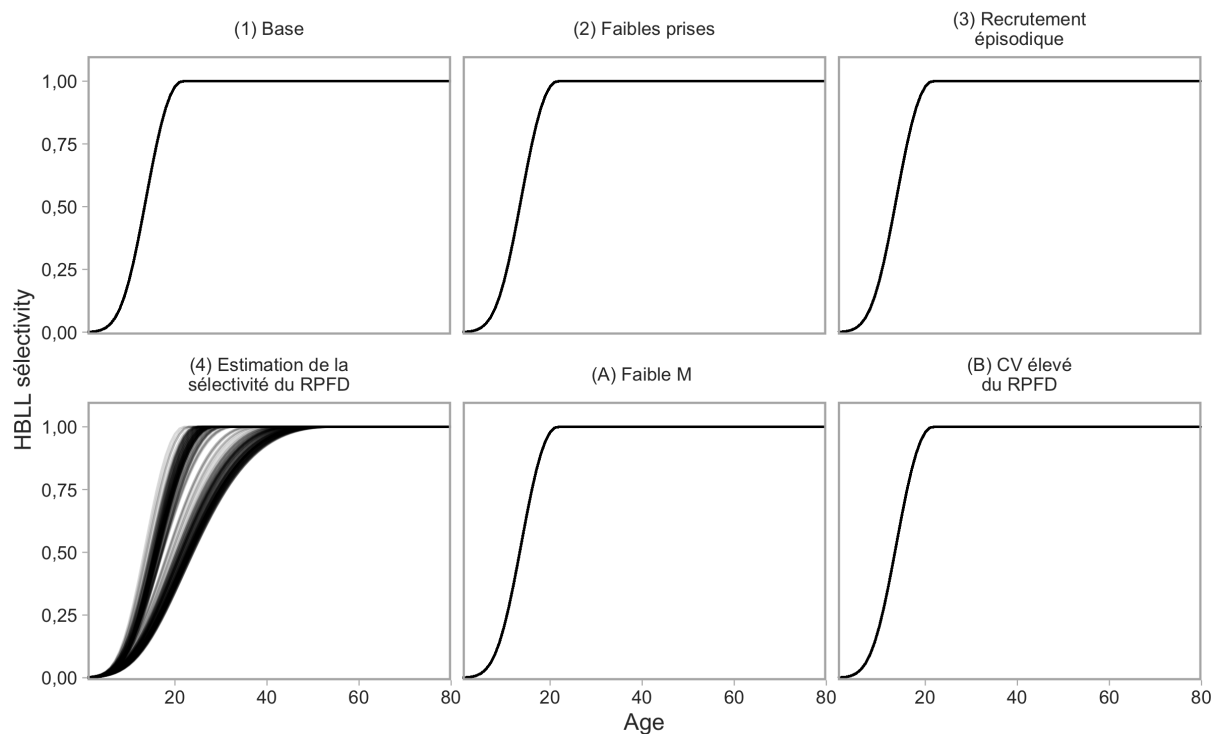 (1) Base
(2) Faibles prises
(3) Recrutement
épisodique
1,00
0,75
0,50
0,25
0,00
HBLL sélectivity
(4) Estimation de la
sélectivité du RPFD
(A) Faible M
(B) CV élevé
du RPFD
1,00
0,75
0,50
0,25
0,00
20 40 60 80
20 40 60 80
20 40 60 80
Age